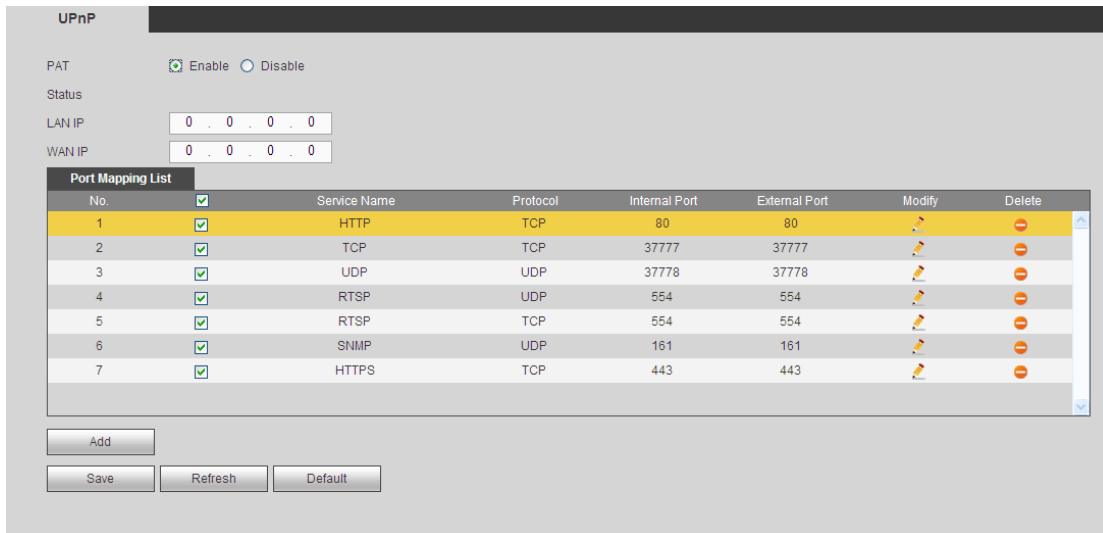 UPnP
PAT Enable Disable
Status
LAN IP 0 . 0 . 0 . 0
WAN IP 0 . 0 . 0 . 0
Port Mapping List
No. Service Name Protocol Internal Port External Port Modify Delete
1 HTTP TCP 80 80
2 TCP TCP 37777 37777
3 UDP UDP 37778 37778
4 RTSP UDP 554 554
5 RTSP TCP 554 554
6 SNMP UDP 161 161
7 HTTPS TCP 443 443
Add
Save Refresh Default